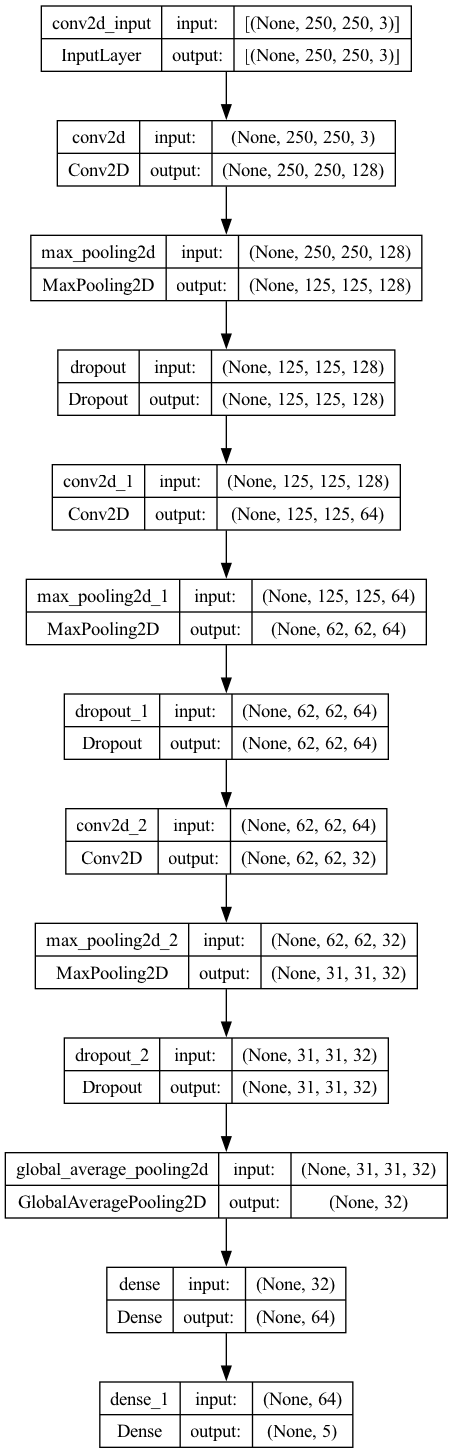 conv2d_input input: [(None, 250, 250, 3)]
InputLayer output: [(None, 250, 250, 3)]
conv2d input: (None, 250, 250, 3)
Conv2D output: (None, 250, 250, 128)
max_pooling2d input: (None, 250, 250, 128)
MaxPooling2D output: (None, 125, 125, 128)
dropout input: (None, 125, 125, 128)
Dropout output: (None, 125, 125, 128)
conv2d_1 input: (None, 125, 125, 128)
Conv2D output: (None, 125, 125, 64)
max_pooling2d_1 input: (None, 125, 125, 64)
MaxPooling2D output: (None, 62, 62, 64)
dropout_1 input: (None, 62, 62, 64)
Dropout output: (None, 62, 62, 64)
conv2d_2 input: (None, 62, 62, 64)
Conv2D output: (None, 62, 62, 32)
max_pooling2d_2 input: (None, 62, 62, 32)
MaxPooling2D output: (None, 31, 31, 32)
dropout_2 input: (None, 31, 31, 32)
Dropout output: (None, 31, 31, 32)
global_average_pooling2d input: (None, 31, 31, 32)
GlobalAveragePooling2D output: (None, 32)
dense input: (None, 32)
Dense output: (None, 64)
dense_1 input: (None, 64)
Dense output: (None, 5)